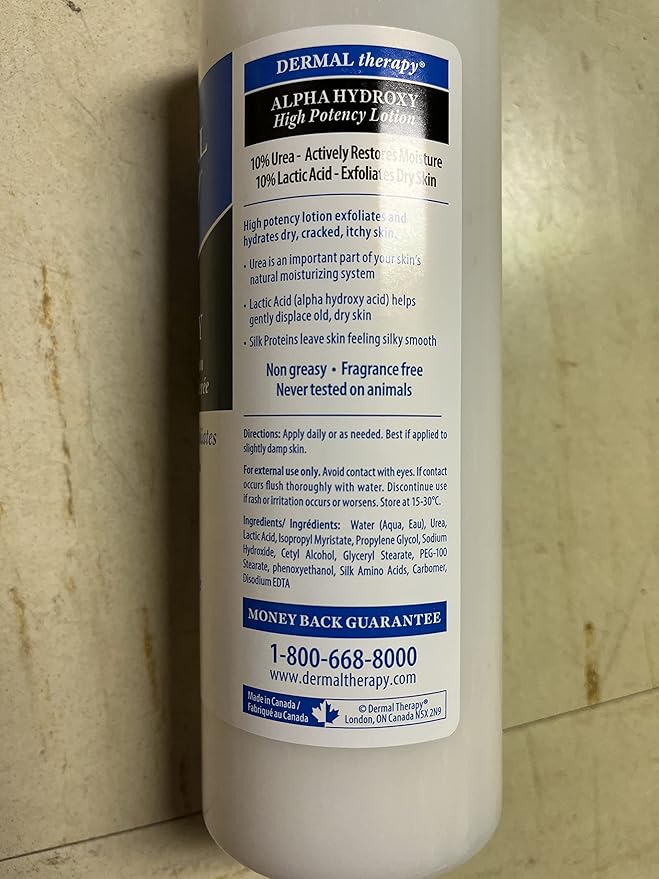 DERMAL therapy®
ALPHA HYDROXY
High Potency Lotion
10% Urea - Actively Restores Moisture
10% Lactic Acid - Exfoliates Dry Skin
High potency lotion exfoliates and
hydrates dry, cracked, itchy skin.
• Urea is an important part of your skin's
natural moisturizing system
• Lactic Acid (alpha hydroxy acid) helps
gently displace old, dry skin
• Silk Proteins leave skin feeling silky smooth
Non greasy • Fragrance free
Never tested on animals
Directions: Apply daily or as needed. Best if applied to
slightly damp skin.
For external use only. Avoid contact with eyes. If contact
occurs flush thoroughly with water. Discontinue use
if rash or irritation occurs or worsens. Store at 15-30°C.
Ingredients/ Ingrédients: Water (Aqua, Eau), Urea,
Lactic Acid, Isopropyl Myristate, Propylene Glycol, Sodium
Hydroxide, Cetyl Alcohol, Glyceryl Stearate, PEG-100
Stearate, phenoxyethanol, Silk Amino Acids, Carbomer,
Disodium EDTA
MONEY BACK GUARANTEE
1-800-668-8000
www.dermaltherapy.com
Made in Canada /
Fabriqué au Canada
© Dermal Therapy®
London, ON Canada N5X 2N9